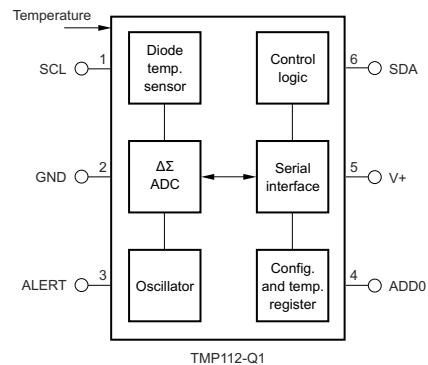 Temperature
SCL
1
Diode
temp.
sensor
Control
logic
6
SDA
GND
2
ΔΣ
ADC
Serial
interface
5
V+
ALERT
3
Oscillator
Config.
and temp.
register
4
ADD0
TMP112-Q1